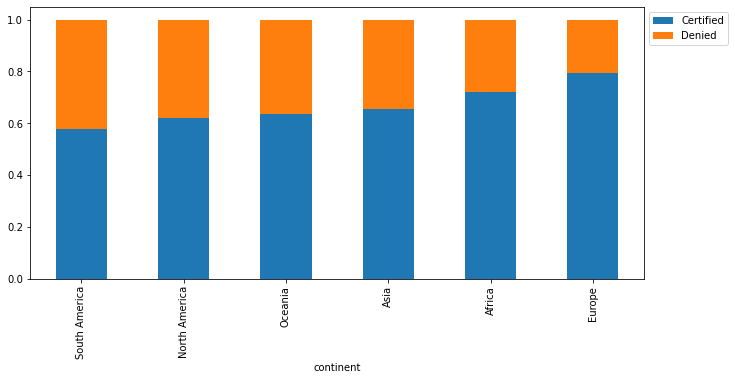 1.0
0.8
0.6
0.4
0.2
0.0
Certified
Denied
South America
North America
Oceania
Asia
Africa
Europe
continent